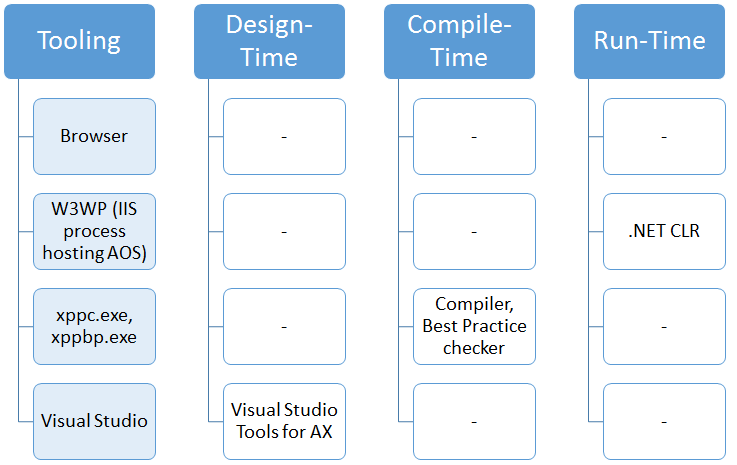 Tooling
Browser
W3WP (IIS
process
hosting AOS)
xppc.exe,
xppbp.exe
Visual Studio
Design-
Time
-
-
-
Visual Studio
Tools for AX
Compile-
Time
-
-
Compiler,
Best Practice
checker
-
Run-Time
-
.NET CLR
-
-